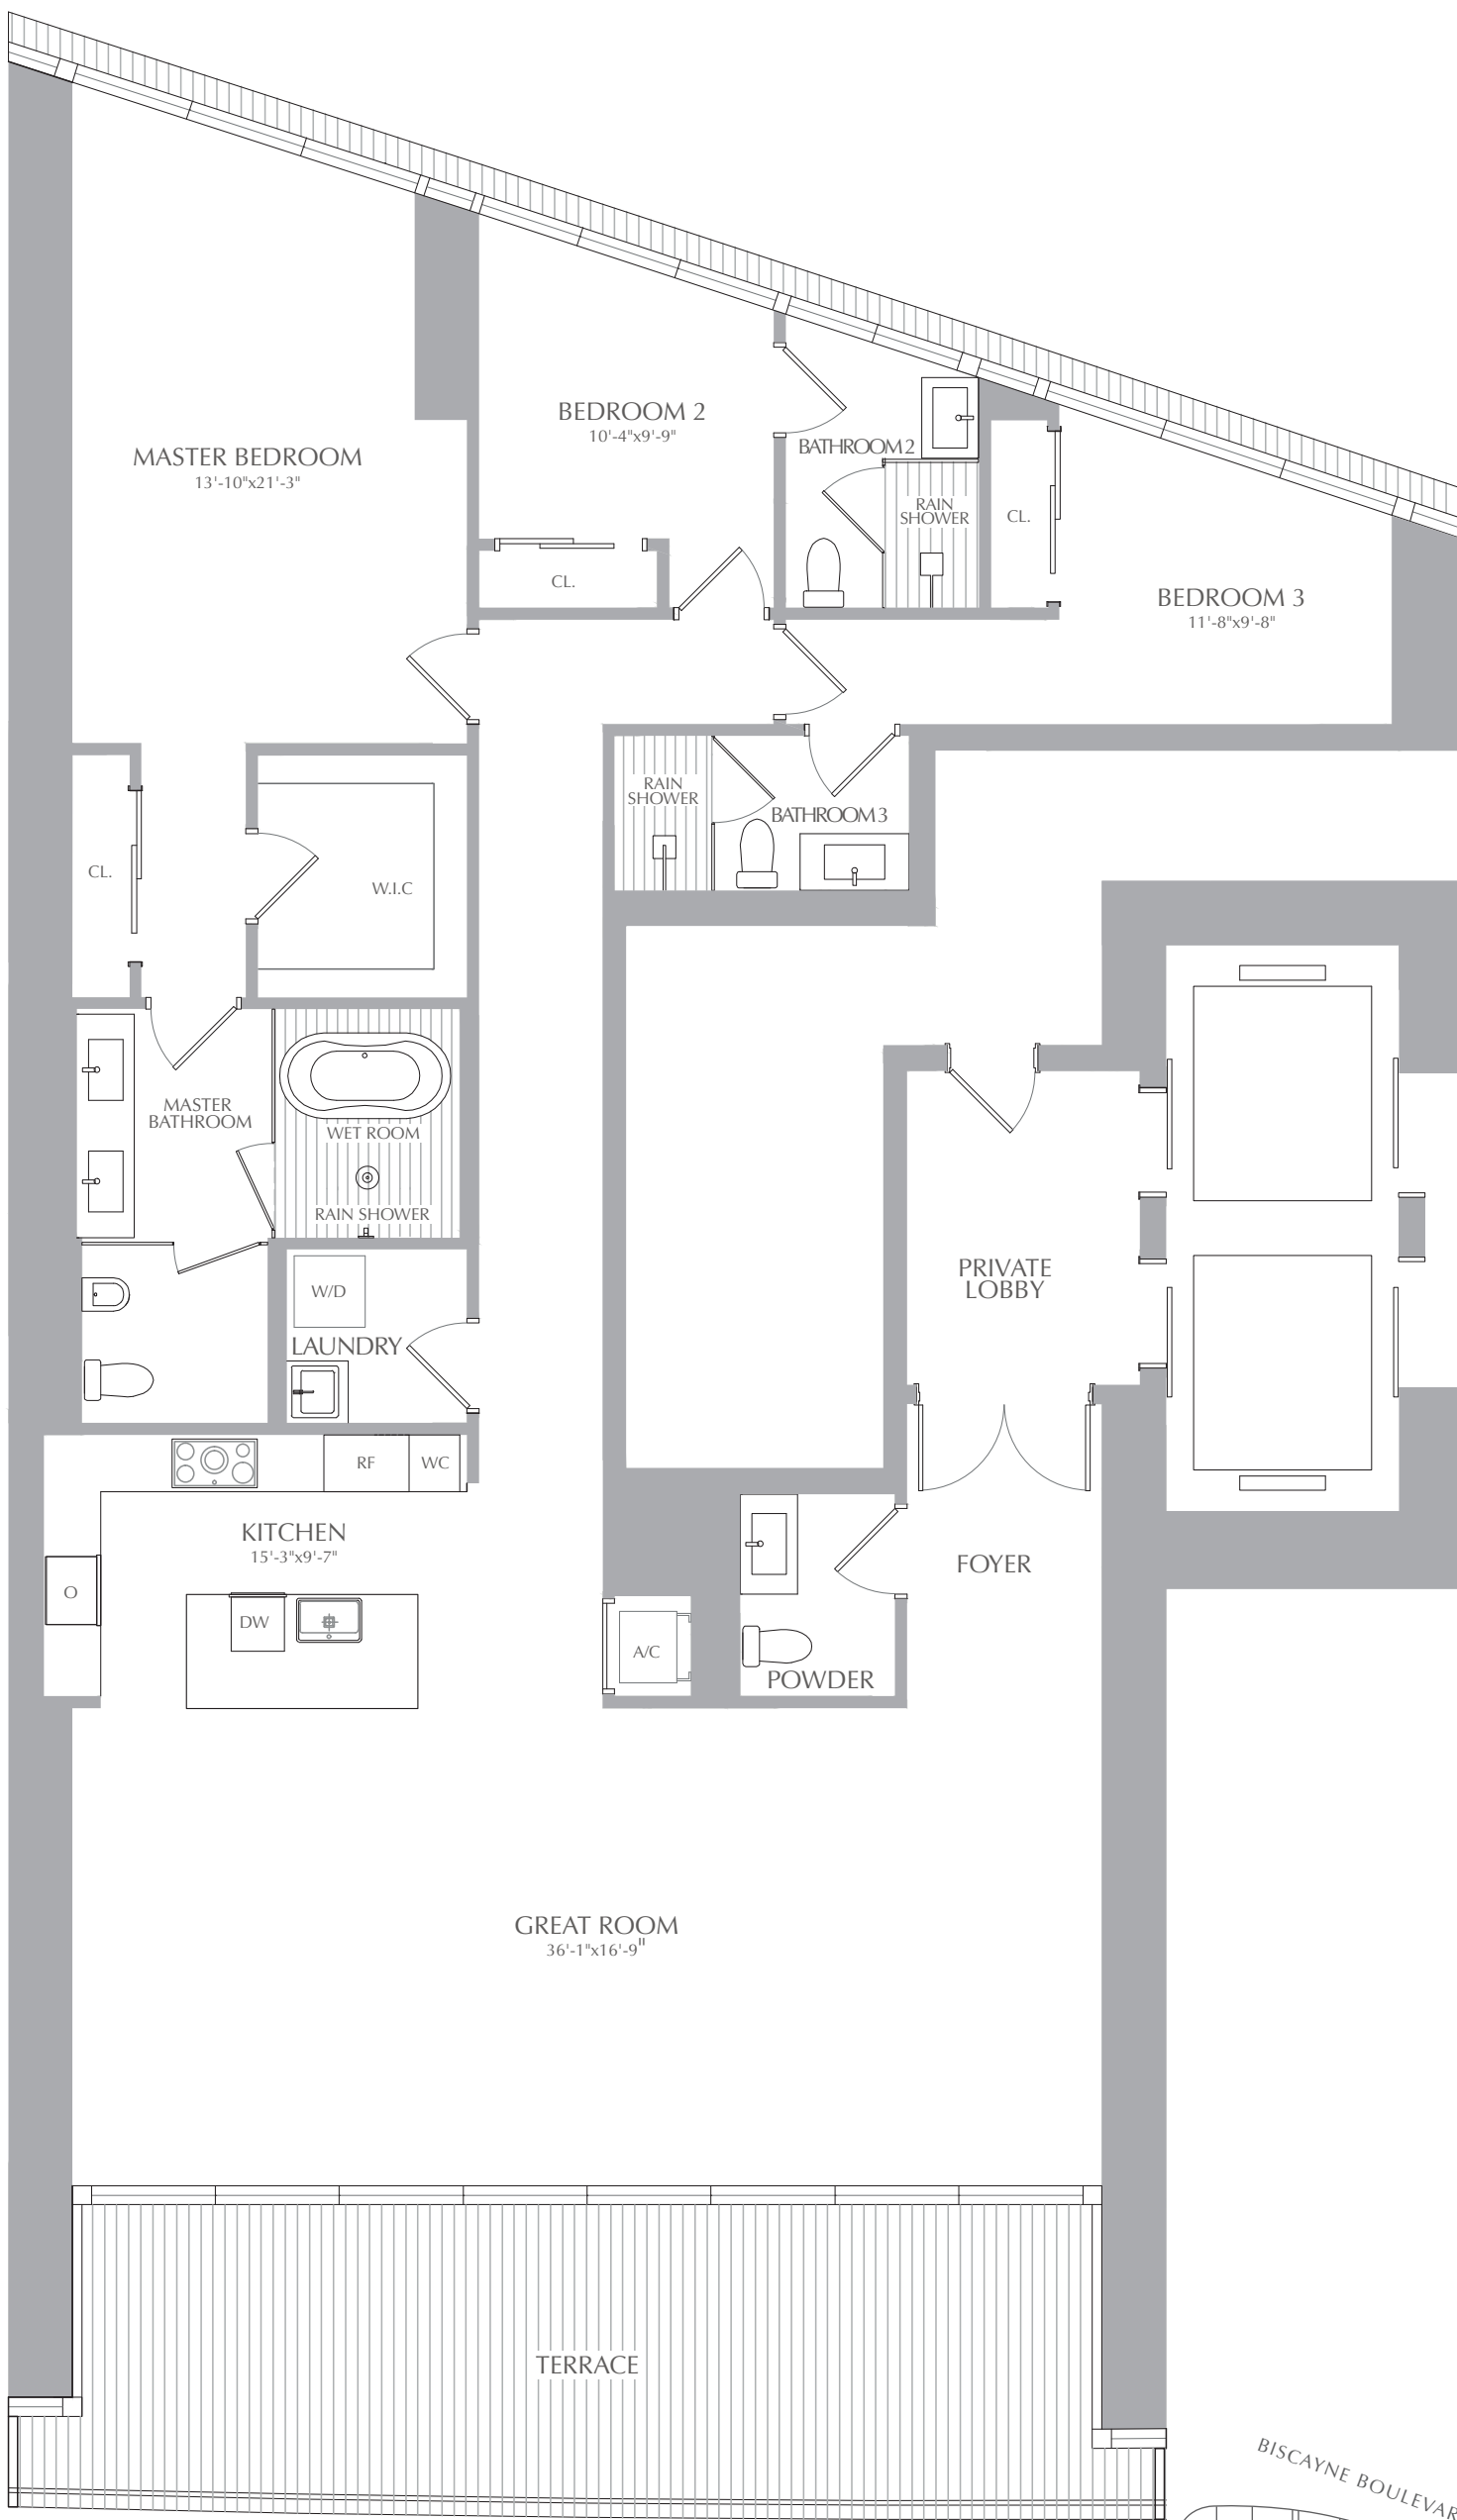 MASTER BEDROOM
13'-10"x21'-3"
BEDROOM 2
10'-4"x9'-9"
BATHROOM 2
RAIN
SHOWER
CL.
CL.
BEDROOM 3
11'-8"x9'-8"
RAIN
SHOWER
BATHROOM 3
CL.
W.I.C
MASTER
BATHROOM
WET ROOM
RAIN SHOWER
W/D
LAUNDRY
PRIVATE
LOBBY
RF
WC
KITCHEN
15'-3"x9'-7"
O
DW
FOYER
A/C
POWDER
GREAT ROOM
36'-1"x16'-9"
TERRACE
BISCAYNE BOULEVAR